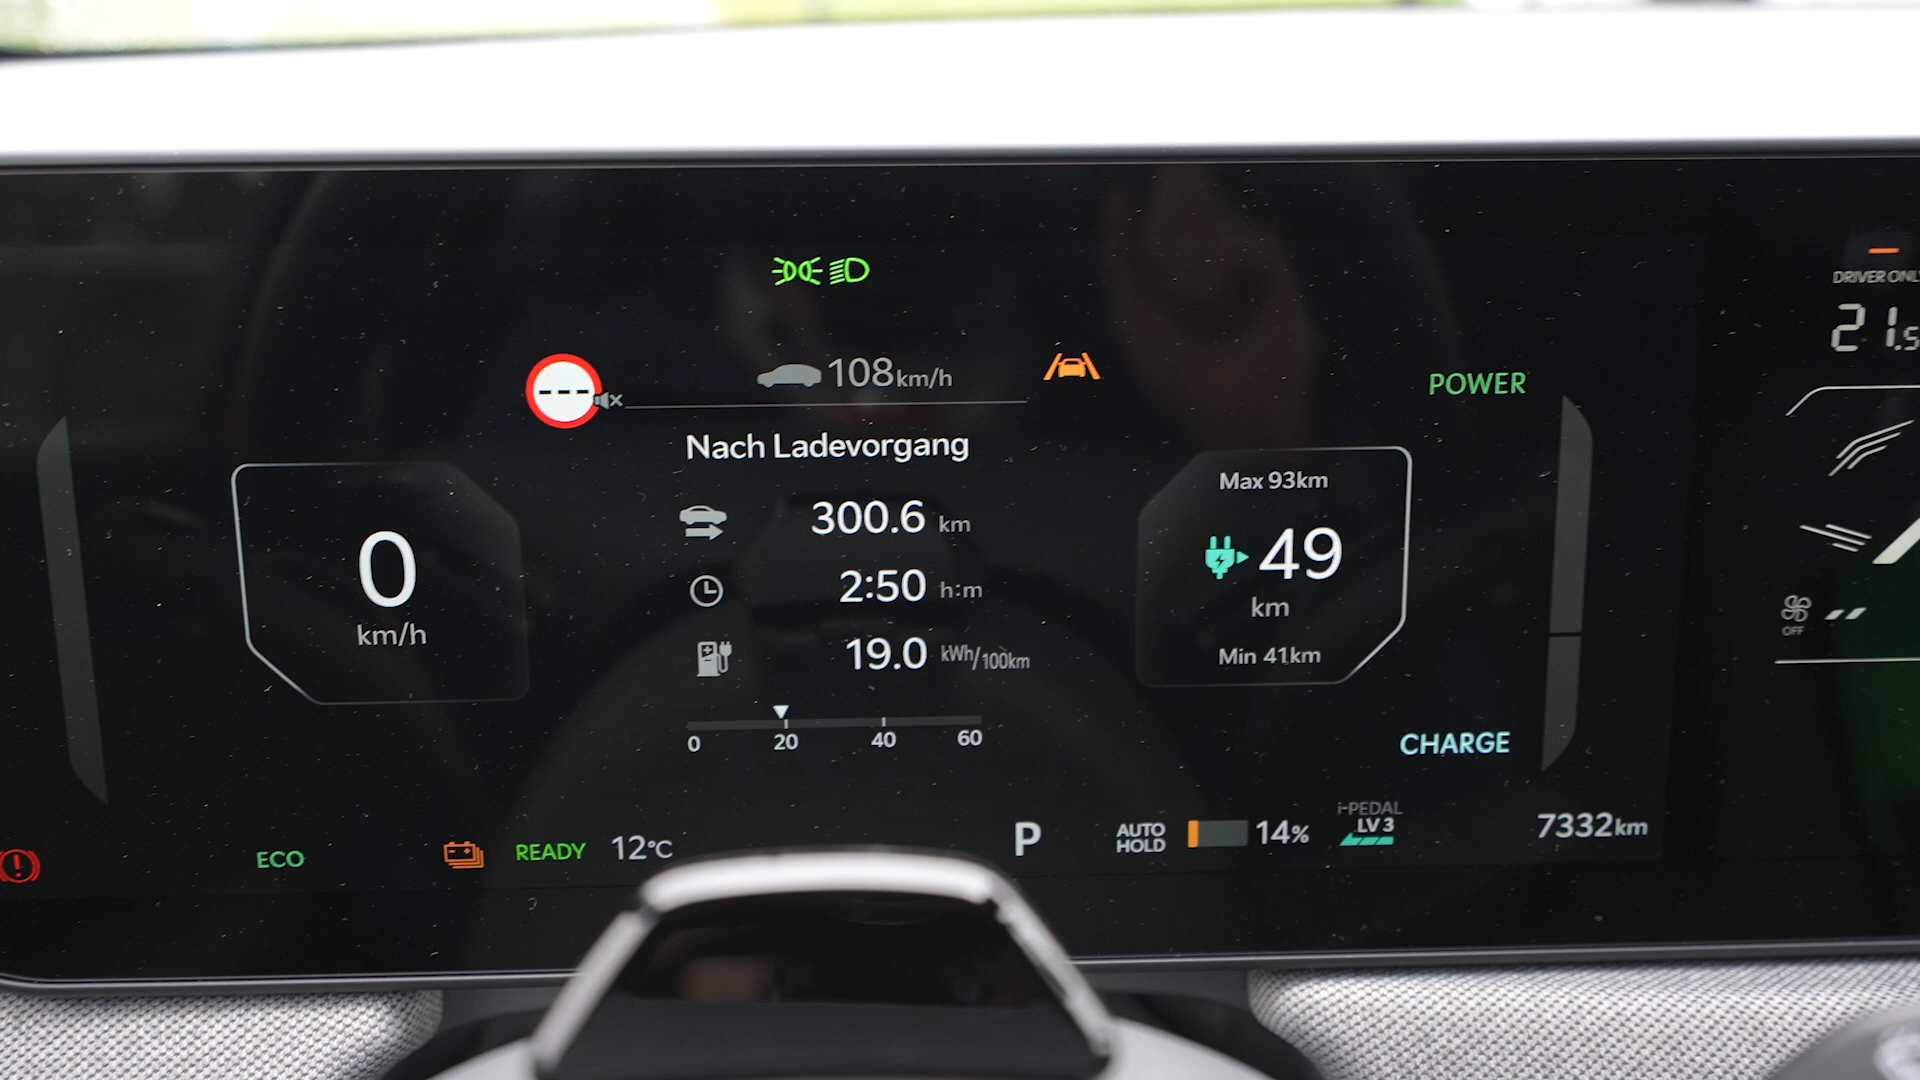 DRIVER ONL
21.5
108km/h
POWER
Nach Ladevorgang
Max 93km
300.6 km
0
km/h
49
km
2:50 h:m
OFF
Min 41km
19.0 kWh/100km
0 20 40 60
CHARGE
i-PEDAL
LV 3
ECO
READY
12°C
P
AUTO
HOLD
14%
7332km